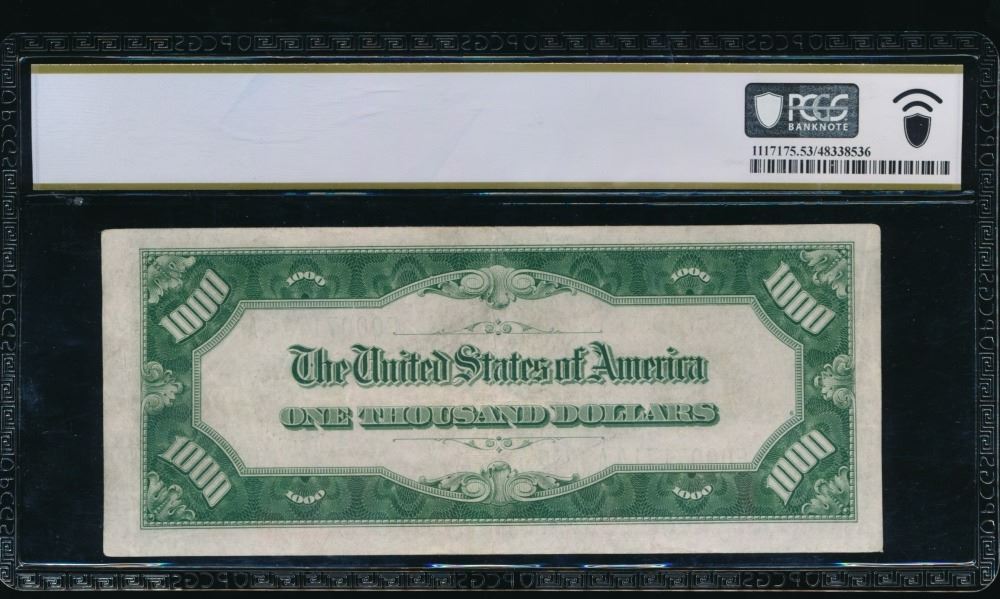 PCGS
BANKNOTE
1117175.53/48338536
1000 1000 1000 1000
The United States of America
ONE THOUSAND DOLLARS
1000 1000 1000 1000